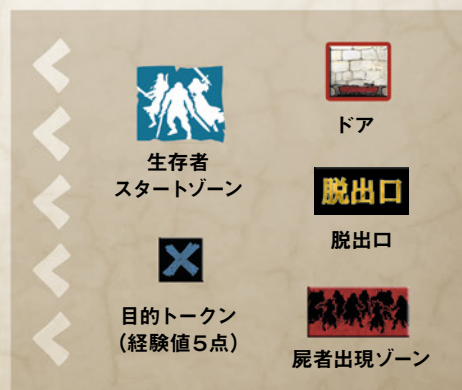 生存者
スタートゾーン
目的トークン
（経験値5点）
ドア
脱出口
脱出口
屍者出現ゾーン